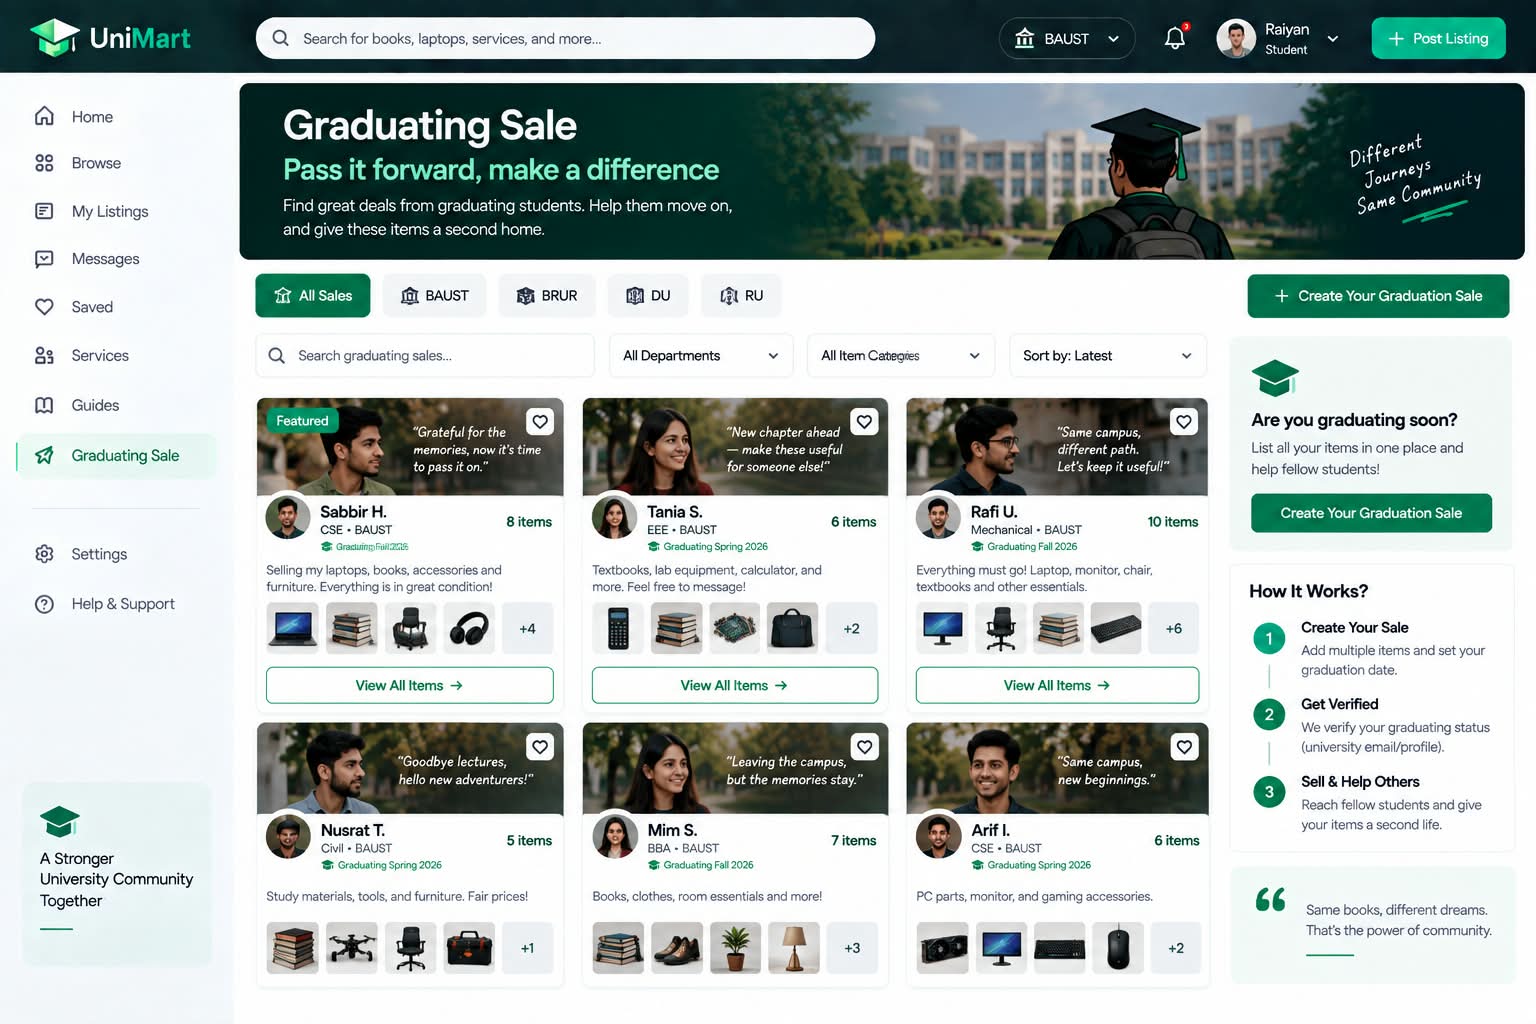 UniMart
Search for books, laptops, services, and more...
BAUST
Raiyan
Student
+ Post Listing
Home
Browse
My Listings
Messages
Saved
Services
Guides
Graduating Sale
Settings
Help & Support
A Stronger
University Community
Together
Graduating Sale
Pass it forward, make a difference
Find great deals from graduating students. Help them move on,
and give these items a second home.
Different
Journeys
Same Community
All Sales
BAUST
BRUR
DU
RU
+ Create Your Graduation Sale
Search graduating sales...
All Departments
All Item
Sort by: Latest
Featured
“Grateful for the
memories, now it's time
to pass it on.”
Sabbir H.
CSE • BAUST
8 items
Selling my laptops, books, accessories and
furniture. Everything is in great condition!
+4
View All Items →
“New chapter ahead
— make these useful
for someone else!”
Tania S.
EEE • BAUST
6 items
Graduating Spring 2026
Textbooks, lab equipment, calculator, and
more. Feel free to message!
+2
View All Items →
“Same campus,
different path.
Let's keep it useful!”
Rafi U.
Mechanical • BAUST
10 items
Graduating Fall 2026
Everything must go! Laptop, monitor, chair,
textbooks and other essentials.
+6
View All Items →
“Goodbye lectures,
hello new adventurers!”
Nusrat T.
Civil • BAUST
5 items
Graduating Spring 2026
Study materials, tools, and furniture. Fair prices!
+1
“Leaving the campus,
but the memories stay.”
Mim S.
BBA • BAUST
7 items
Graduating Fall 2026
Books, clothes, room essentials and more!
+3
“Same campus,
new beginnings.”
Arif I.
CSE • BAUST
6 items
Graduating Spring 2026
PC parts, monitor, and gaming accessories.
+2
Are you graduating soon?
List all your items in one place and
help fellow students!
Create Your Graduation Sale
How It Works?
1
Create Your Sale
Add multiple items and set your
graduation date.
2
Get Verified
We verify your graduating status
(university email/profile).
3
Sell & Help Others
Reach fellow students and give
your items a second life.
“
Same books, different dreams.
That's the power of community.